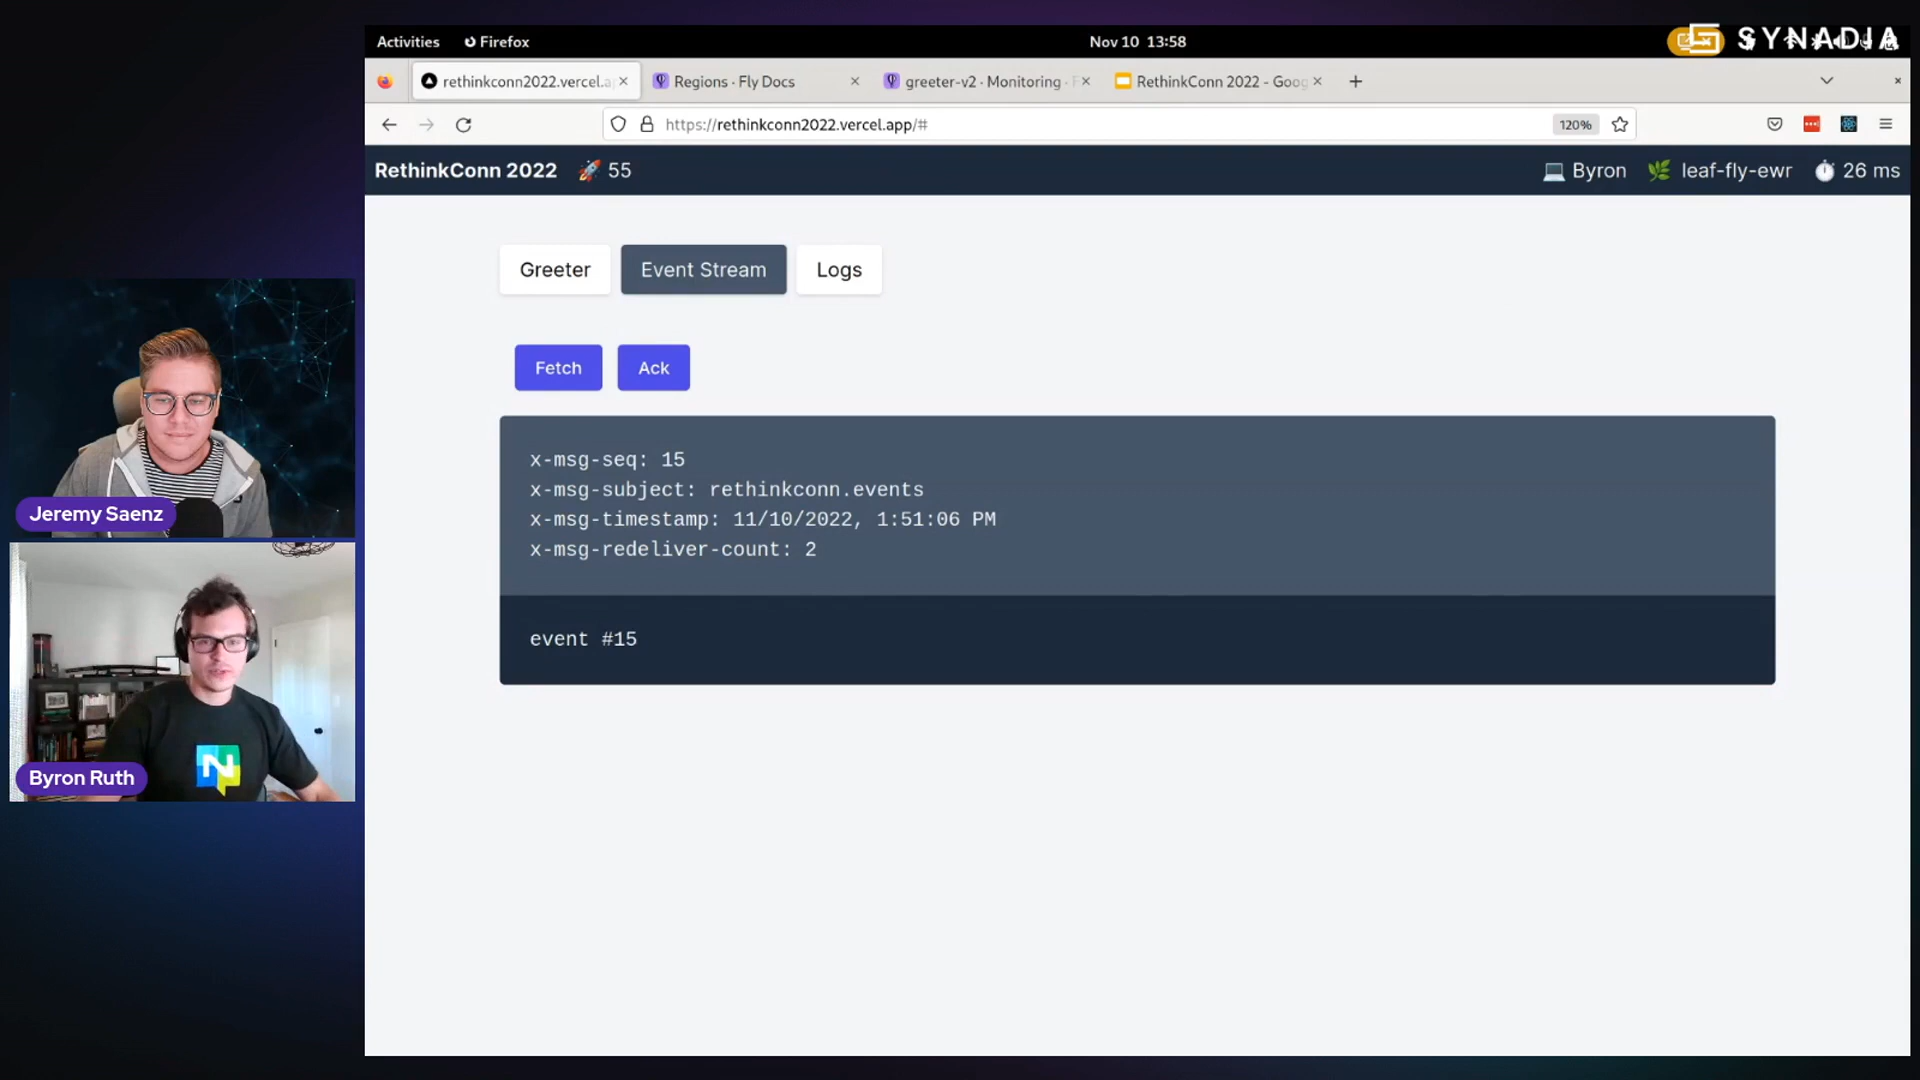 Activities
Firefox
Nov 10 13:58
SYNADIA
rethinkconn2022.vercel.a
Regions · Fly Docs
greeter-v2 · Monitoring ·
RethinkConn 2022 - Goog
https://rethinkconn2022.vercel.app/#
120%
RethinkConn 2022
55
Byron
leaf-fly-ewr
26 ms
Greeter
Event Stream
Logs
Fetch
Ack
x-msg-seq: 15
x-msg-subject: rethinkconn.events
x-msg-timestamp: 11/10/2022, 1:51:06 PM
x-msg-redeliver-count: 2
event #15
Jeremy Saenz
N
Byron Ruth